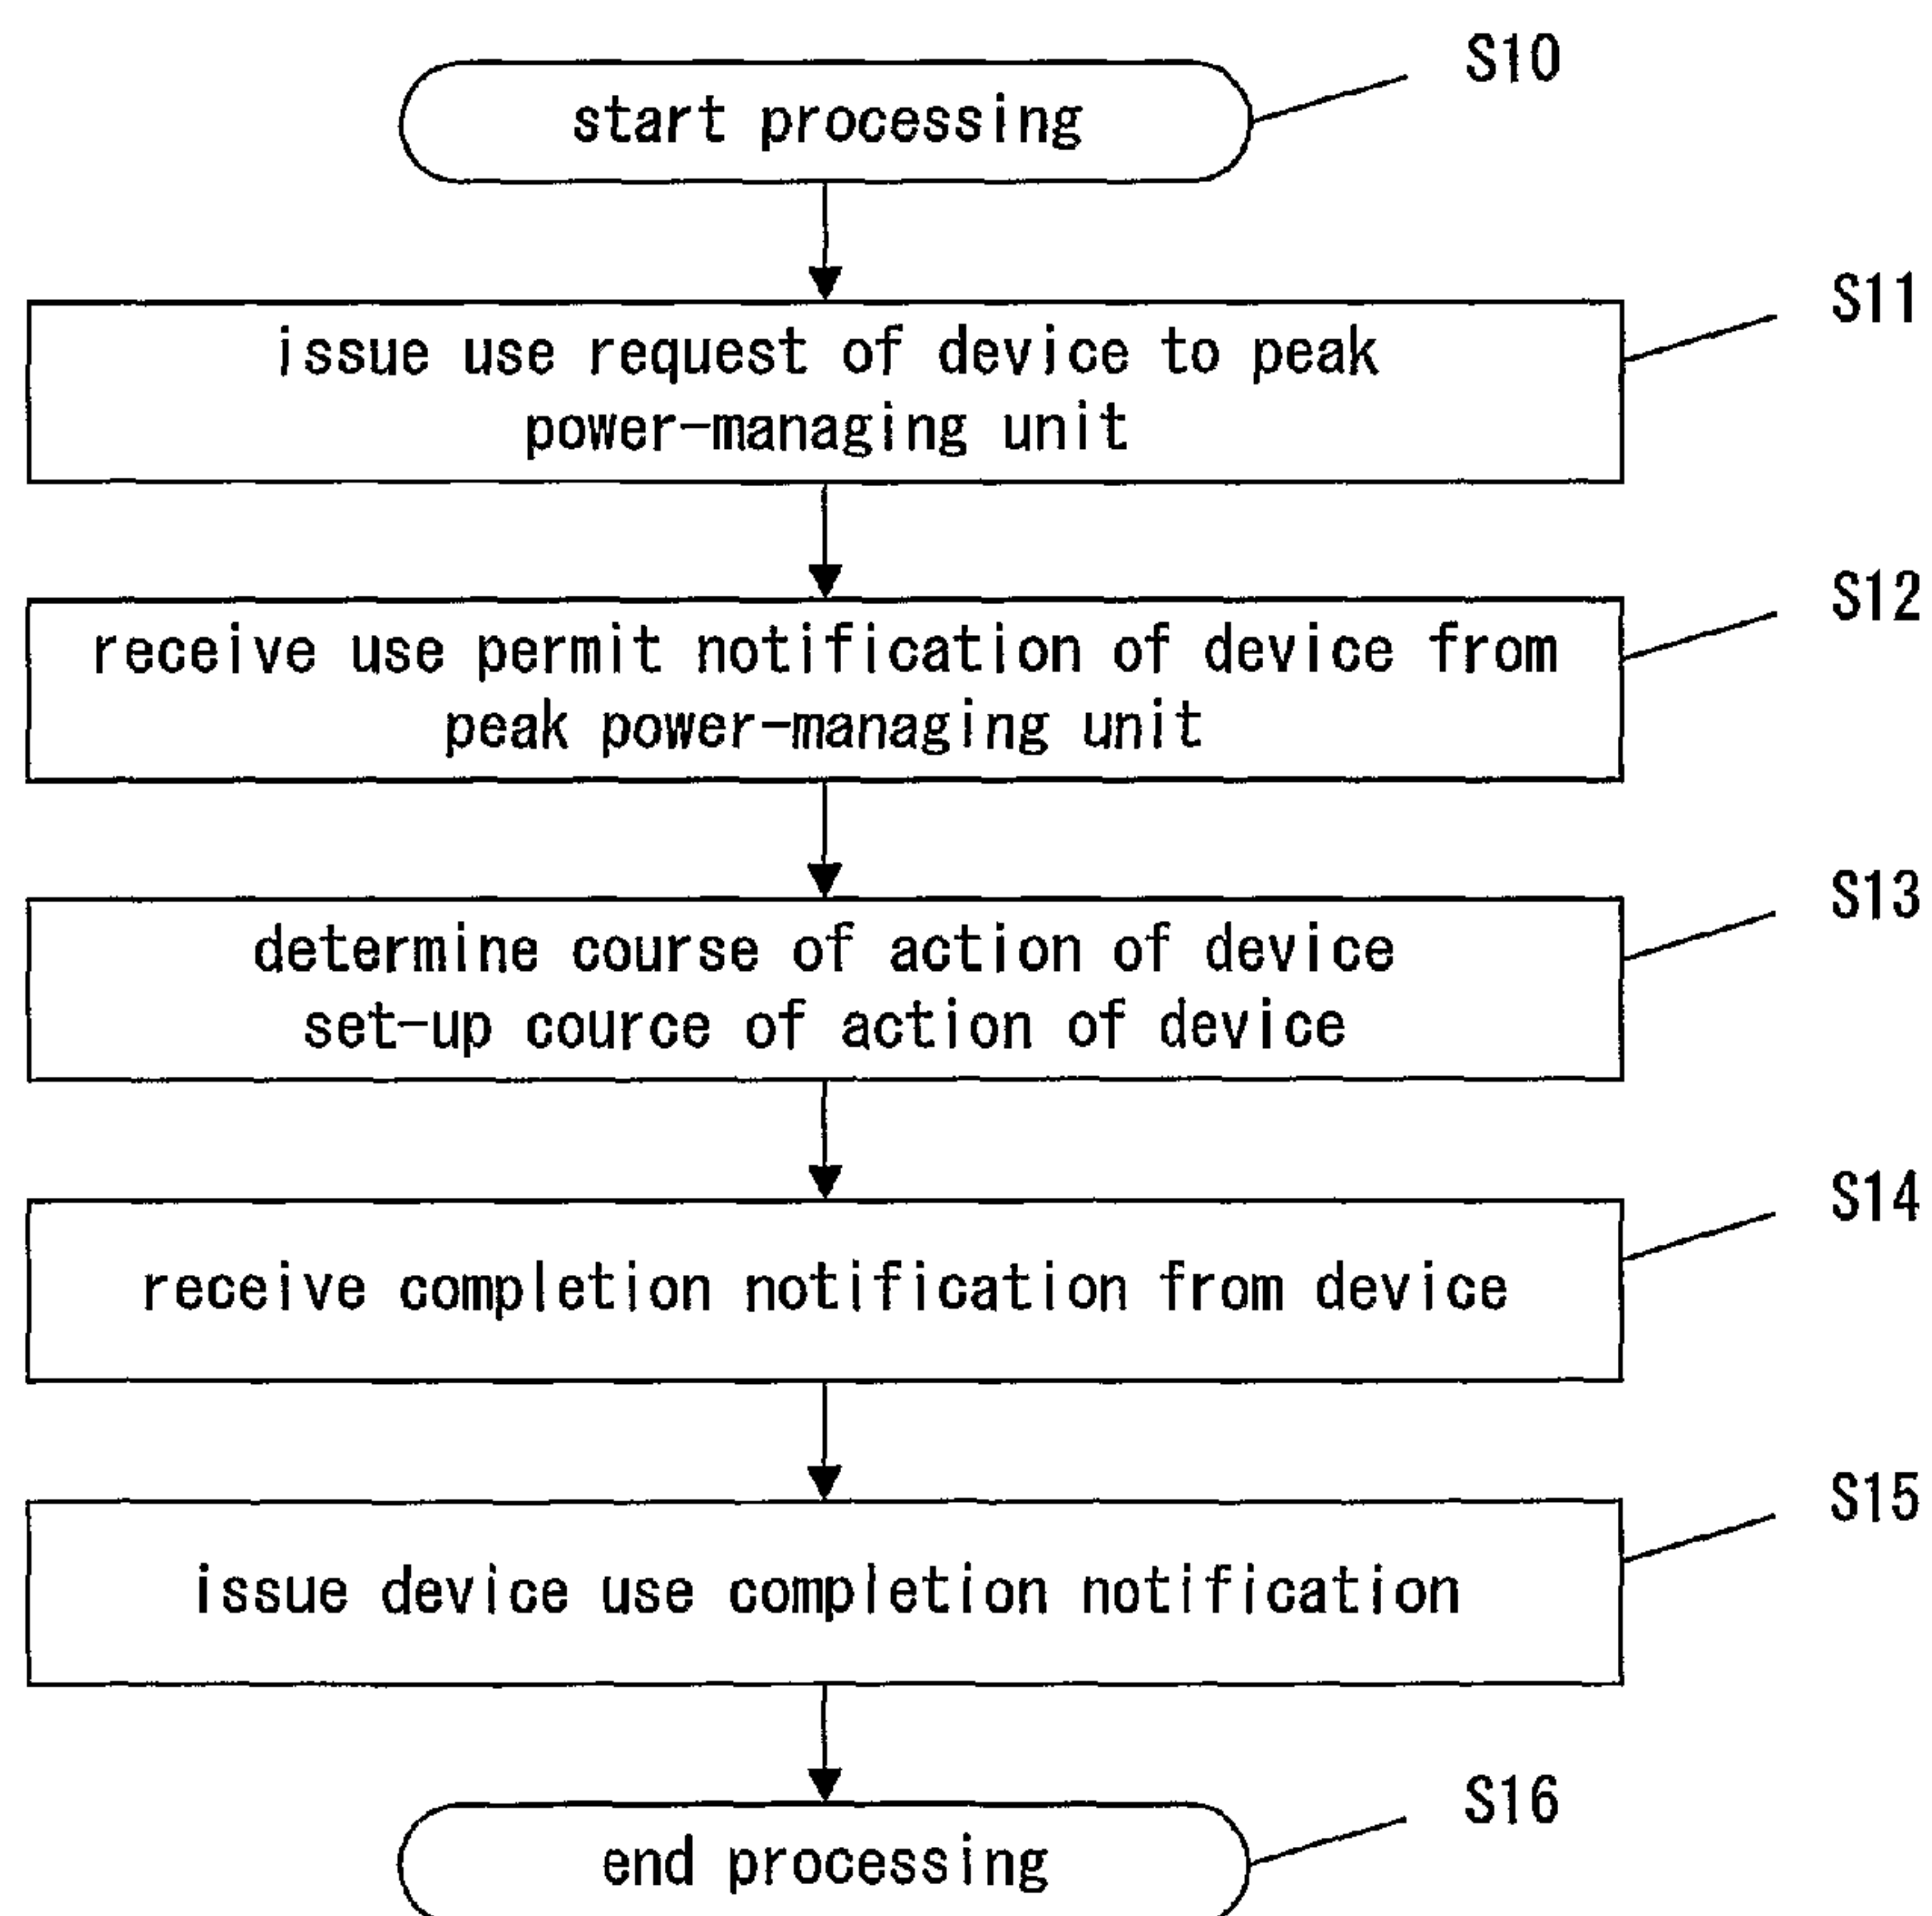 S10
start processing
S11
issue use request of device to peak
power-managing unit
S12
receive use permit notification of device from
peak power-managing unit
S13
determine course of action of device
set-up cource of action of device
S14
receive completion notification from device
S15
issue device use completion notification
S16
end processing